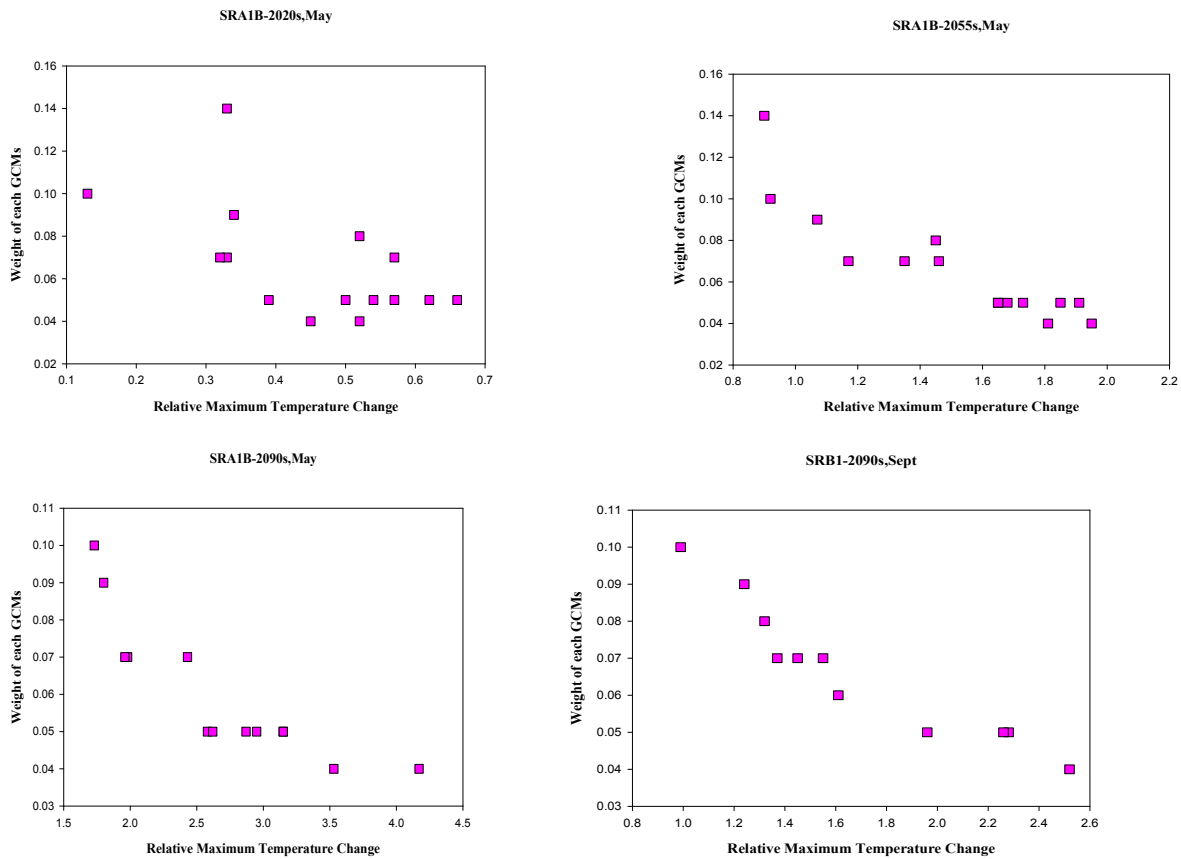 SRA1B-2020s,May
0.16
0.14
0.12
0.10
0.08
0.06
0.04
0.02
Weight of each GCMs
0.1 0.2 0.3 0.4 0.5 0.6 0.7
Relative Maximum Temperature Change
SRA1B-2055s,May
0.16
0.14
0.12
0.10
0.08
0.06
0.04
0.02
Weight of each GCMs
0.8 1.0 1.2 1.4 1.6 1.8 2.0 2.2
Relative Maximum Temperature Change
SRA1B-2090s,May
0.11
0.10
0.09
0.08
0.07
0.06
0.05
0.04
0.03
Weight of each GCMs
1.5 2.0 2.5 3.0 3.5 4.0 4.5
Relative Maximum Temperature Change
SRB1-2090s,Sept
0.11
0.10
0.09
0.08
0.07
0.06
0.05
0.04
0.03
Weight of each GCMs
0.8 1.0 1.2 1.4 1.6 1.8 2.0 2.2 2.4 2.6
Relative Maximum Temperature Change